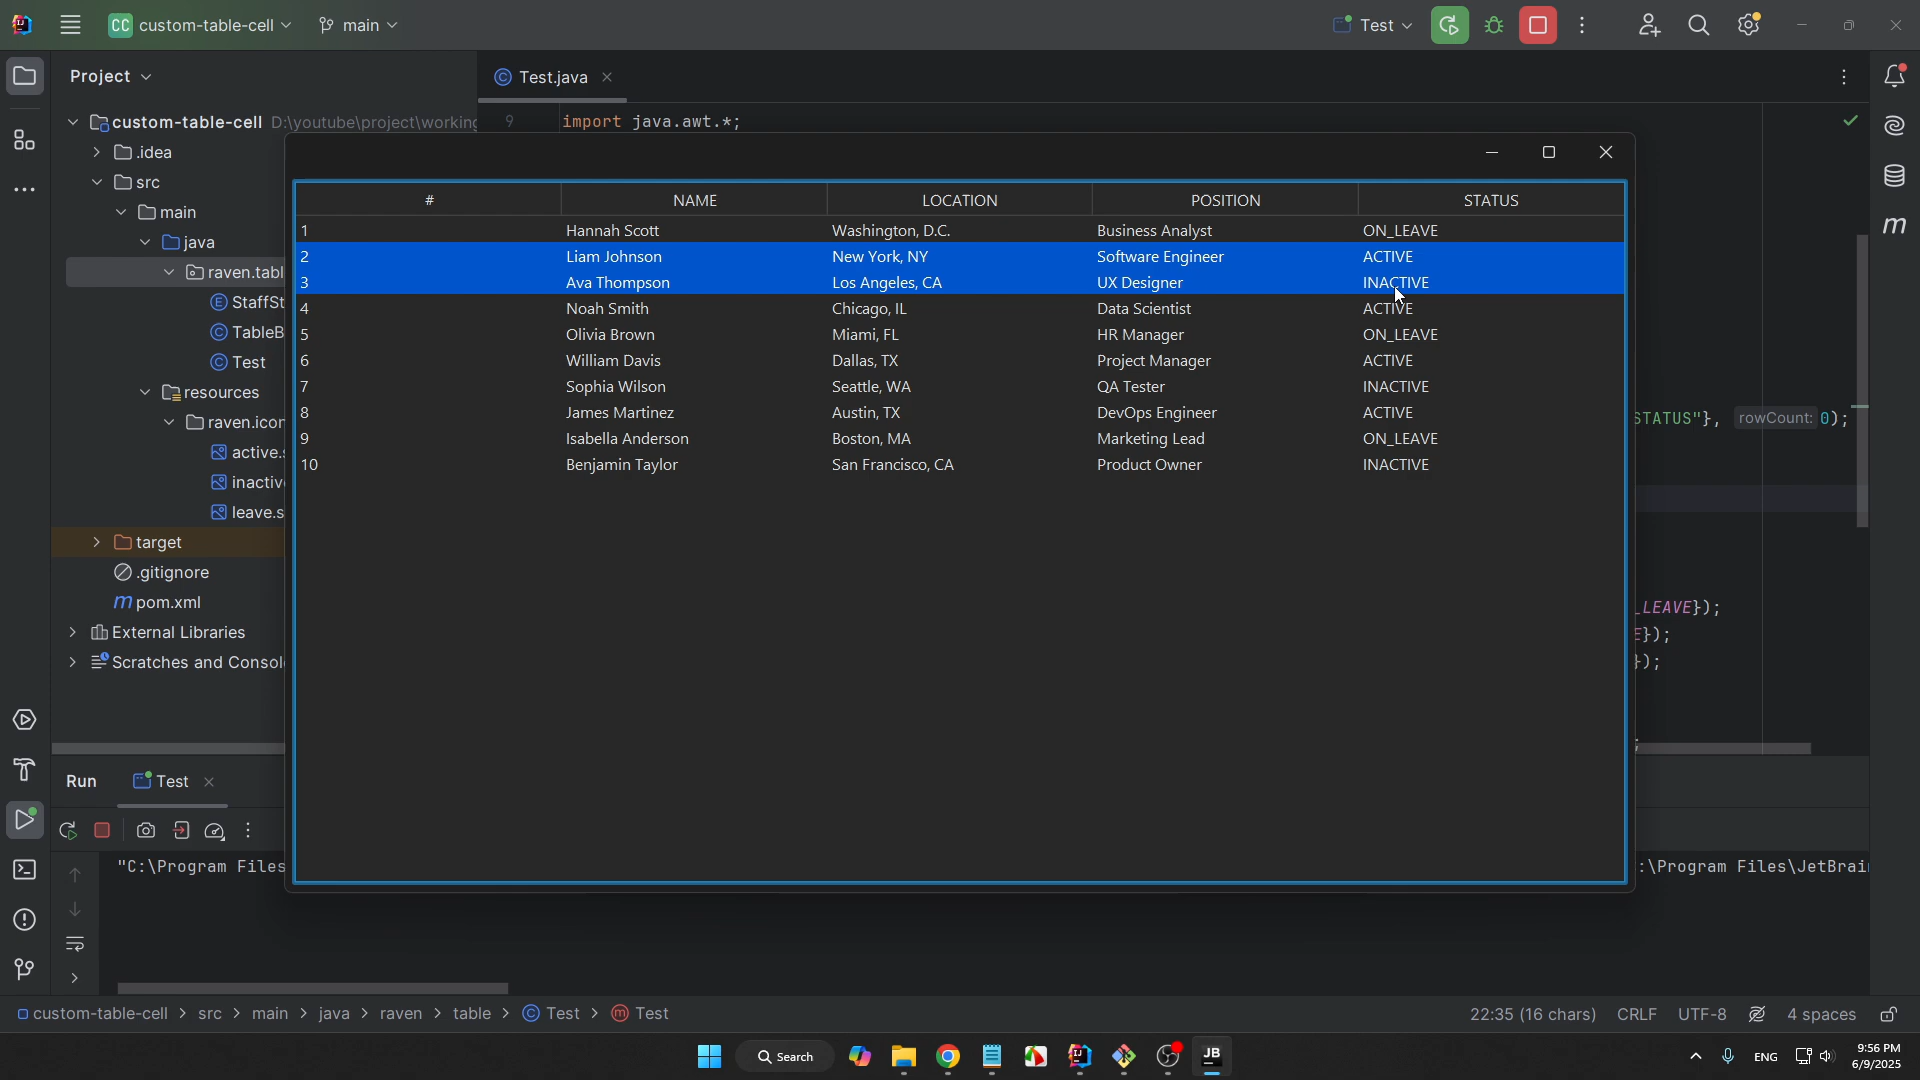 CC custom-table-cell main Test
Project
Test.java
custom-table-cell D:\youtube\project\working
9 import java.awt.*;
.idea
src
main
java
raven.tabl
StaffSt
TableB
Test
resources
raven.icon
active.s
inactiv
leave.s
target
.gitignore
m pom.xml
External Libraries
Scratches and Consol
# NAME LOCATION POSITION STATUS
1 Hannah Scott Washington, D.C. Business Analyst ON_LEAVE
2 Liam Johnson New York, NY Software Engineer ACTIVE
3 Ava Thompson Los Angeles, CA UX Designer INACTIVE
4 Noah Smith Chicago, IL Data Scientist ACTIVE
5 Olivia Brown Miami, FL HR Manager ON_LEAVE
6 William Davis Dallas, TX Project Manager ACTIVE
7 Sophia Wilson Seattle, WA QA Tester INACTIVE
8 James Martinez Austin, TX DevOps Engineer ACTIVE
9 Isabella Anderson Boston, MA Marketing Lead ON_LEAVE
10 Benjamin Taylor San Francisco, CA Product Owner INACTIVE
STATUS"}, rowCount: 0);
_LEAVE});
E});
});
m
Run Test
"C:\Program Files
:\Program Files\JetBrai
custom-table-cell > src > main > java > raven > table > Test > Test
22:35 (16 chars) CRLF UTF-8 4 spaces
Search
JB
ENG
9:56 PM
6/9/2025